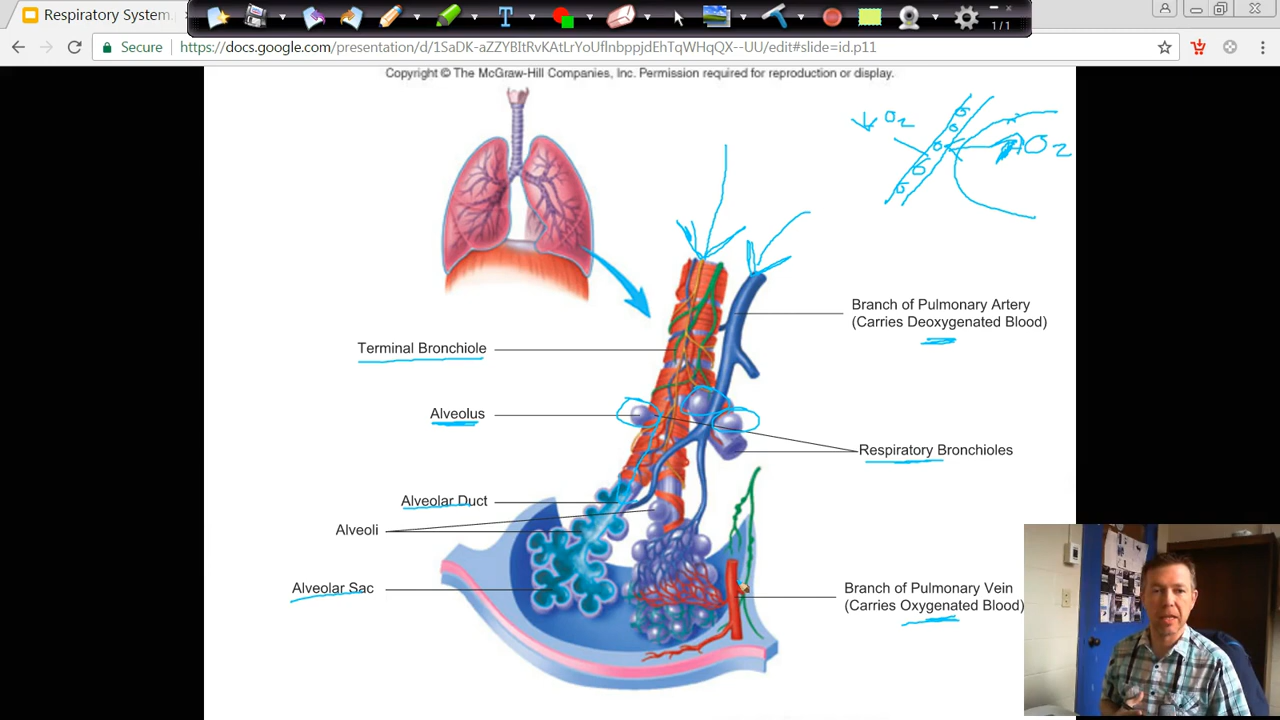 Respiratory System.
1/1
Secure
https://docs.google.com/presentation/d/1SaDK-aZZYBItRvKAtLrYoUflnbppjdEhTqWHqQX--UU/edit#slide=id.p11
Copyright © The McGraw-Hill Companies, Inc. Permission required for reproduction or display.
↓ O2
↑O2
Branch of Pulmonary Artery
(Carries Deoxygenated Blood)
Terminal Bronchiole
Alveolus
Respiratory Bronchioles
Alveolar Duct
Alveoli
Alveolar Sac
Branch of Pulmonary Vein
(Carries Oxygenated Blood)